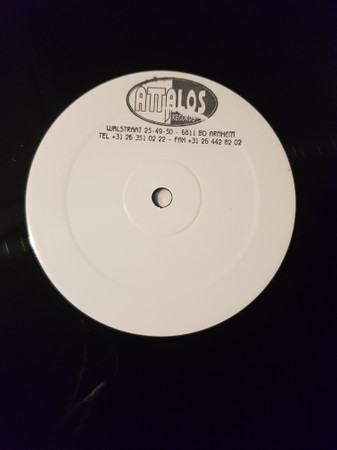 ATTALOS
RECORDS
WALSTRAAT 25-49-50 - 6811 BD ARNHEM
TEL +31 26 351 02 22 - FAX +31 26 442 82 02